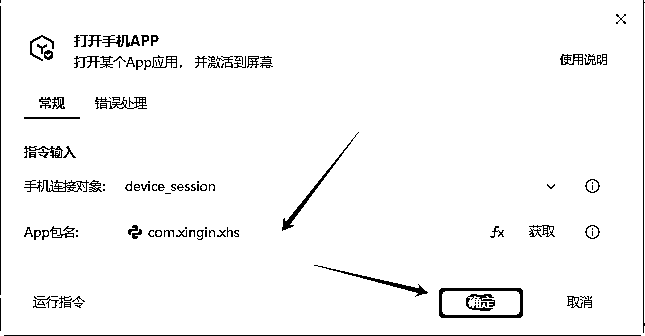 打开手机APP
打开某个App应用，并激活到屏幕
使用说明
常规 错误处理
指令输入
手机连接对象: device_session
App包名: com.xingin.xhs fx 获取
运行指令 确定 取消